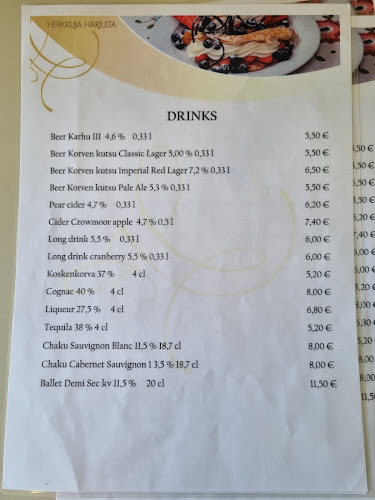 HERKKUJA HARJULTA
DRINKS
Beer Karhu III 4,6 % 0,33 l 5,50 €
Beer Korven kutsu Classic Lager 5,00 % 0,33 l 5,50 €
Beer Korven kutsu Imperial Red Lager 7,2 % 0,33 l 6,50 €
Beer Korven kutsu Pale Ale 5,3 % 0,33 l 5,50 €
Pear cider 4,7 % 0,33 l 6,20 €
Cider Crowmoor apple 4,7 % 0,5 l 7,40 €
Long drink 5,5 % 0,33 l 6,00 €
Long drink cranberry 5,5 % 0,33 l 6,00 €
Koskenkorva 37 % 4 cl 5,20 €
Cognac 40 % 4 cl 8,00 €
Liqueur 27,5 % 4 cl 6,80 €
Tequila 38 % 4 cl 5,20 €
Chaku Sauvignon Blanc 11,5 % 18,7 cl 8,00 €
Chaku Cabernet Sauvignon 1 3,5 % 18,7 cl 8,00 €
Ballet Demi Sec kv 11,5 % 20 cl 11,50 €